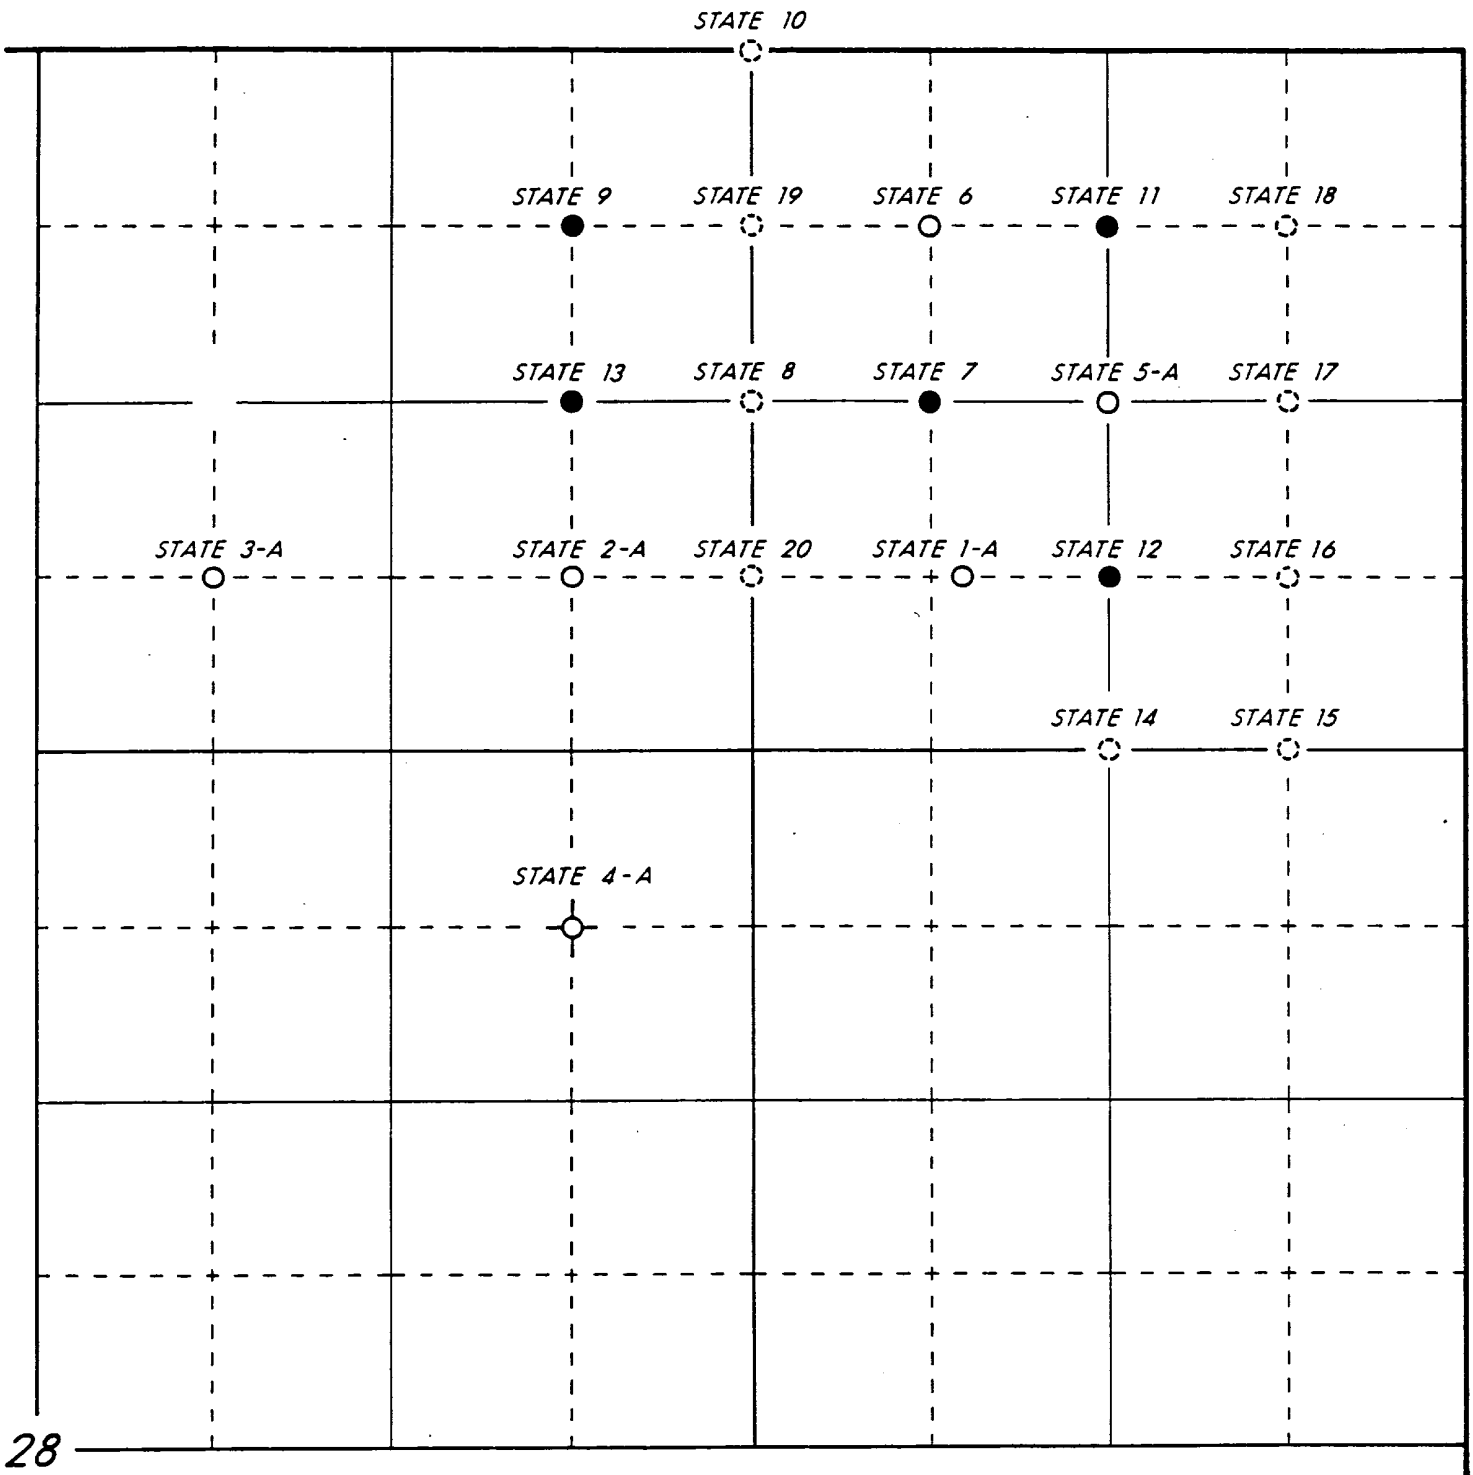 STATE 10
STATE 9 STATE 19 STATE 6 STATE 11 STATE 18
STATE 13 STATE 8 STATE 7 STATE 5-A STATE 17
STATE 3-A STATE 2-A STATE 20 STATE 1-A STATE 12 STATE 16
STATE 14 STATE 15
STATE 4-A
28